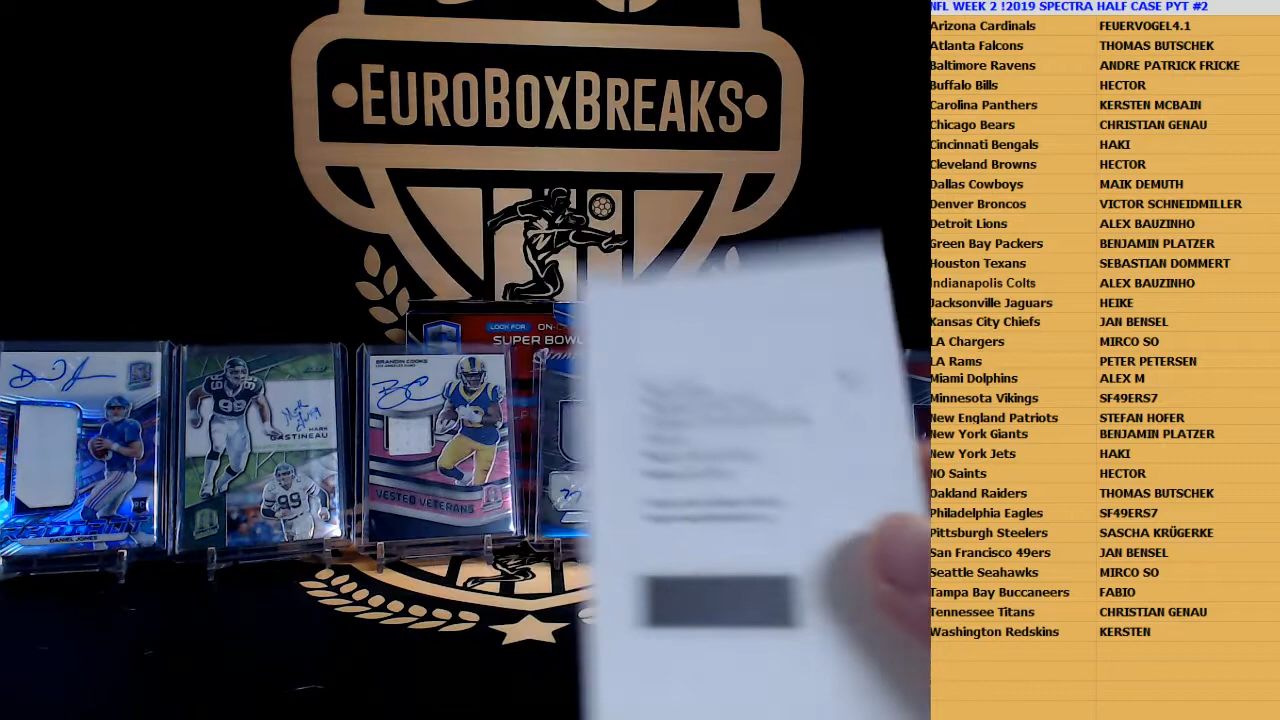 NFL WEEK 2 !2019 SPECTRA HALF CASE PYT #2
Arizona Cardinals FEUERVOGEL4.1
Atlanta Falcons THOMAS BUTSCHEK
Baltimore Ravens ANDRE PATRICK FRICKE
Buffalo Bills HECTOR
Carolina Panthers KERSTEN MCBAIN
Chicago Bears CHRISTIAN GENAU
Cincinnati Bengals HAKI
Cleveland Browns HECTOR
Dallas Cowboys MAIK DEMUTH
Denver Broncos VICTOR SCHNEIDMILLER
Detroit Lions ALEX BAUZINHO
Green Bay Packers BENJAMIN PLATZER
Houston Texans SEBASTIAN DOMMERT
Indianapolis Colts ALEX BAUZINHO
Jacksonville Jaguars HEIKE
Kansas City Chiefs JAN BENSEL
LA Chargers MIRCO SO
LA Rams PETER PETERSEN
Miami Dolphins ALEX M
Minnesota Vikings SF49ERS7
New England Patriots STEFAN HOFER
New York Giants BENJAMIN PLATZER
New York Jets HAKI
NO Saints HECTOR
Oakland Raiders THOMAS BUTSCHEK
Philadelphia Eagles SF49ERS7
Pittsburgh Steelers SASCHA KRÜGERKE
San Francisco 49ers JAN BENSEL
Seattle Seahawks MIRCO SO
Tampa Bay Buccaneers FABIO
Tennessee Titans CHRISTIAN GENAU
Washington Redskins KERSTEN
EUROBOXBREAKS
LOOK FOR ON-
SUPER BOWL
RADIANT
DANIEL JONES
RC
99
MARK
GASTINEAU
99
BRANDIN COOKS
VESTED VETERANS